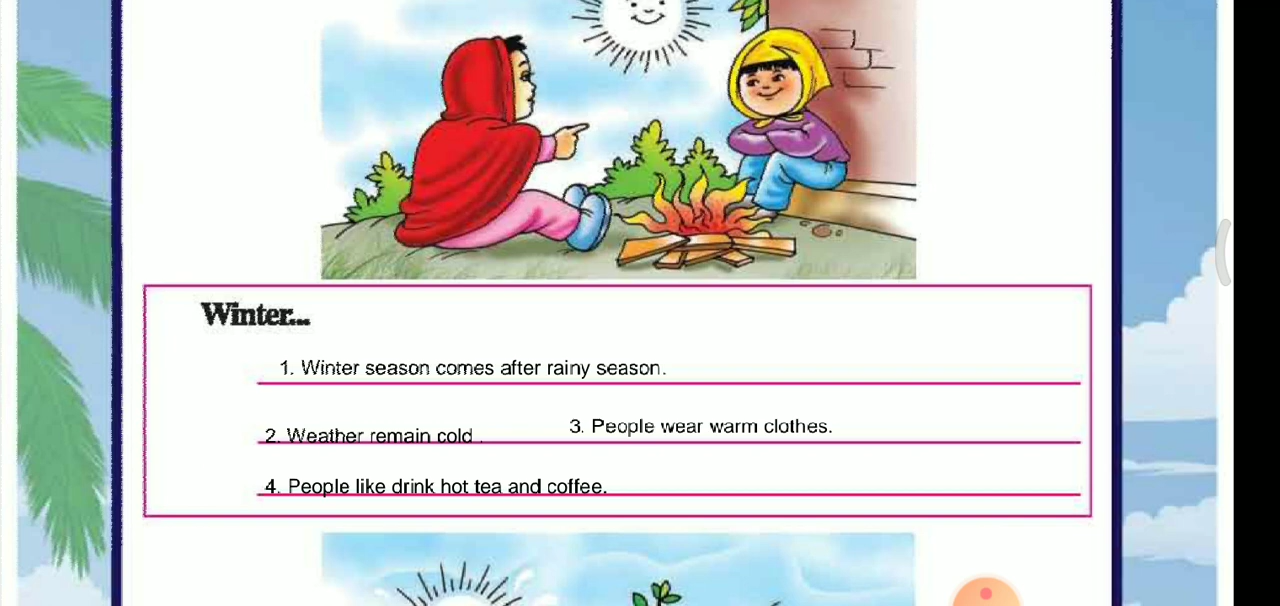 Winter...
1. Winter season comes after rainy season.
2. Weather remain cold . 3. People wear warm clothes.
4. People like drink hot tea and coffee.